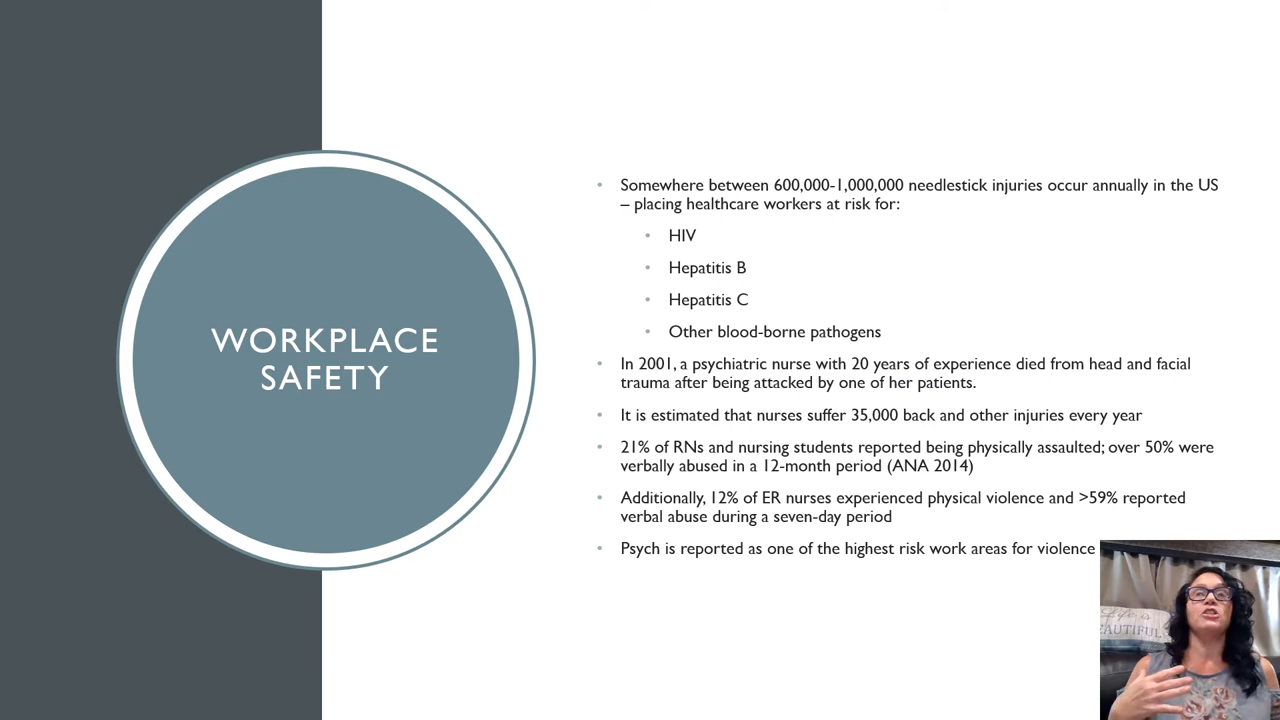 WORKPLACE
SAFETY
• Somewhere between 600,000-1,000,000 needlestick injuries occur annually in the US
– placing healthcare workers at risk for:
• HIV
• Hepatitis B
• Hepatitis C
• Other blood-borne pathogens
• In 2001, a psychiatric nurse with 20 years of experience died from head and facial
trauma after being attacked by one of her patients.
• It is estimated that nurses suffer 35,000 back and other injuries every year
• 21% of RNs and nursing students reported being physically assaulted; over 50% were
verbally abused in a 12-month period (ANA 2014)
• Additionally, 12% of ER nurses experienced physical violence and >59% reported
verbal abuse during a seven-day period
• Psych is reported as one of the highest risk work areas for violence
Life is
BEAUTIFUL